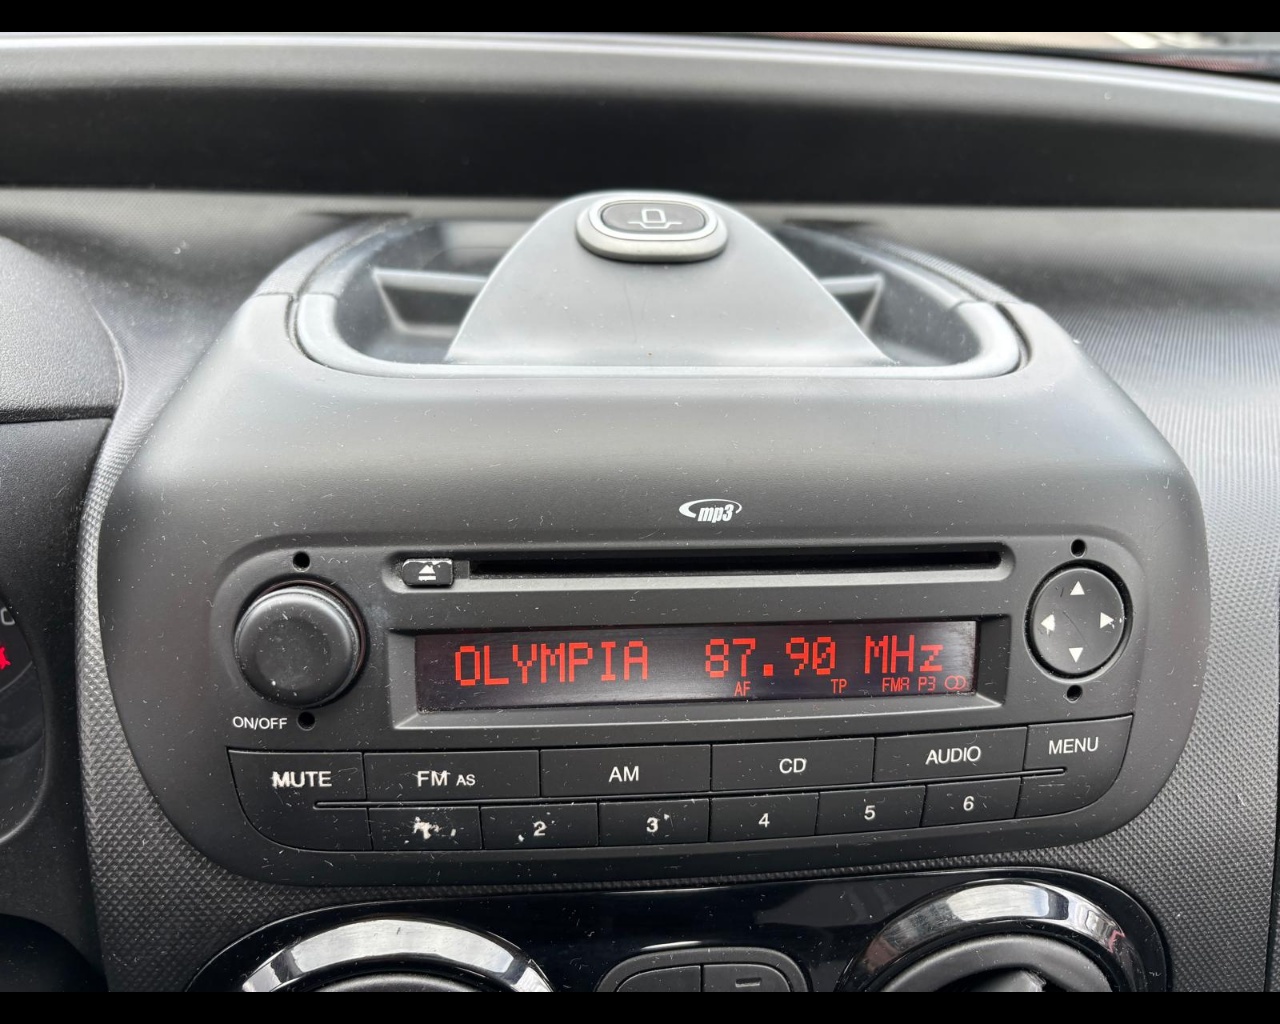 mp3
OLYMPIA 87.90 MHz
AF TP FMA P3
ON/OFF
MUTE FM AS AM CD AUDIO MENU
2 3 4 5 6